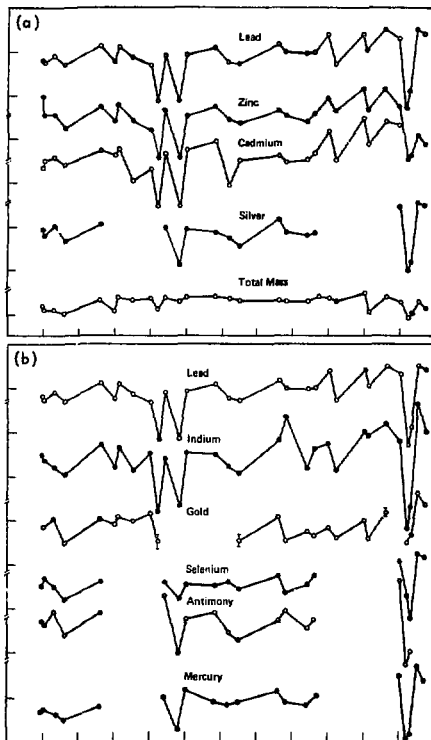 (a)
Lead
Zinc
Cadmium
Silver
Total Mass
(b)
Lead
Indium
Gold
Selenium
Antimony
Mercury